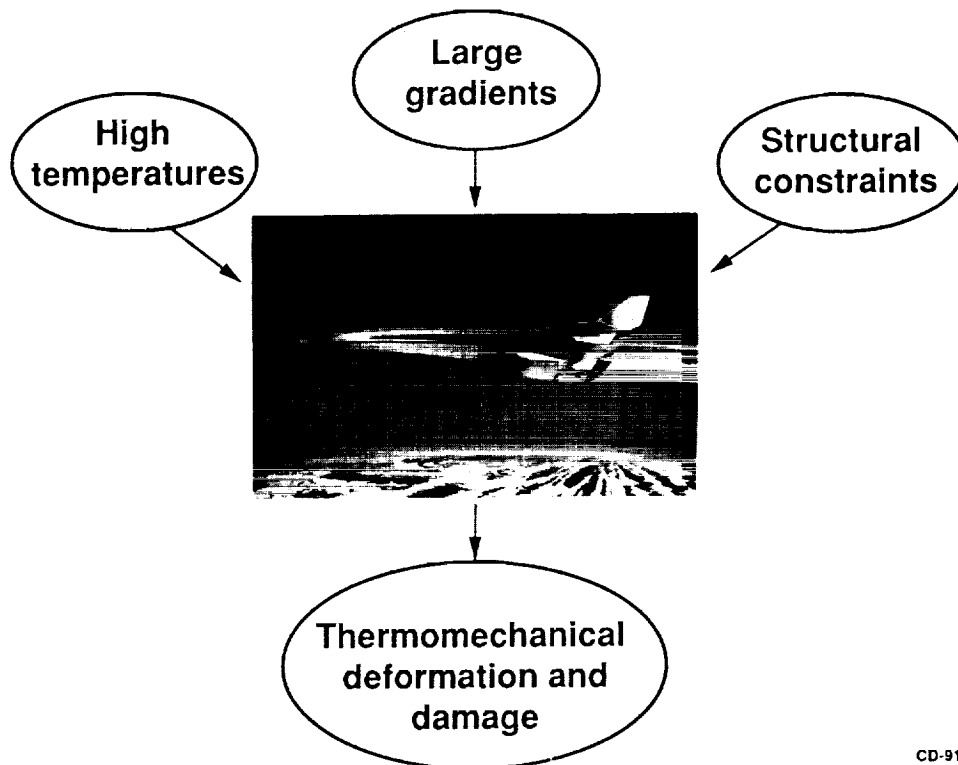 Large
gradients
High
temperatures
Structural
constraints
Thermomechanical
deformation and
damage
CD-91